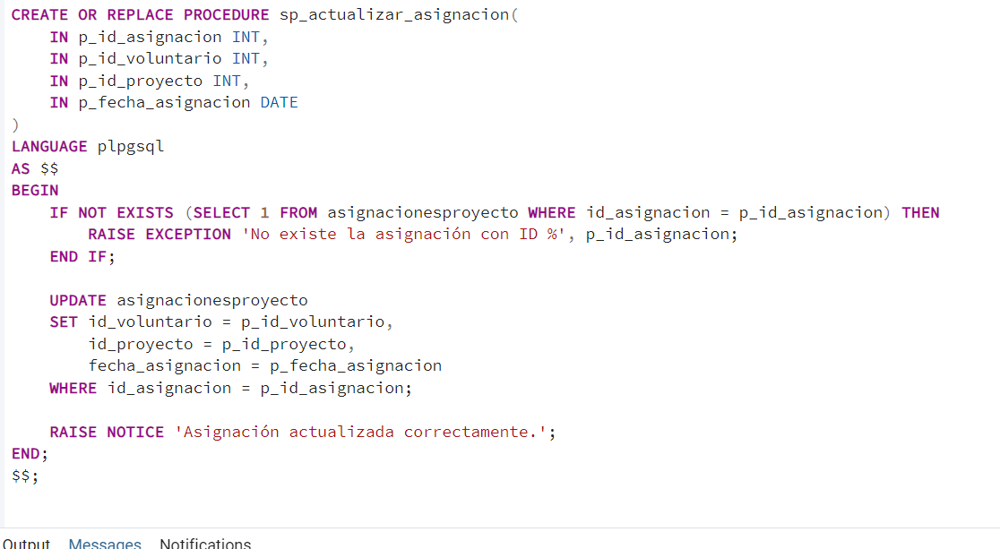 CREATE OR REPLACE PROCEDURE sp_actualizar_asignacion(
    IN p_id_asignacion INT,
    IN p_id_voluntario INT,
    IN p_id_proyecto INT,
    IN p_fecha_asignacion DATE
)
LANGUAGE plpgsql
AS $$
BEGIN
    IF NOT EXISTS (SELECT 1 FROM asignacionesproyecto WHERE id_asignacion = p_id_asignacion) THEN
        RAISE EXCEPTION 'No existe la asignación con ID %', p_id_asignacion;
    END IF;

    UPDATE asignacionesproyecto
    SET id_voluntario = p_id_voluntario,
        id_proyecto = p_id_proyecto,
        fecha_asignacion = p_fecha_asignacion
    WHERE id_asignacion = p_id_asignacion;

    RAISE NOTICE 'Asignación actualizada correctamente.';
END;
$$;
Output Messages Notifications